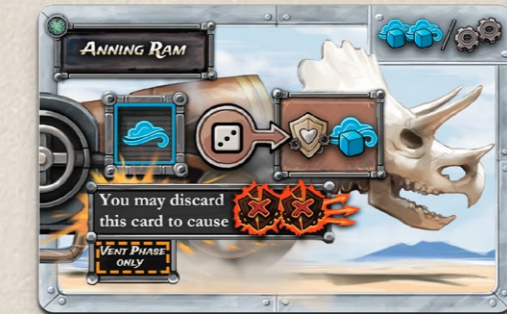 ANNING RAM
/
You may discard
this card to cause
VENT PHASE
ONLY